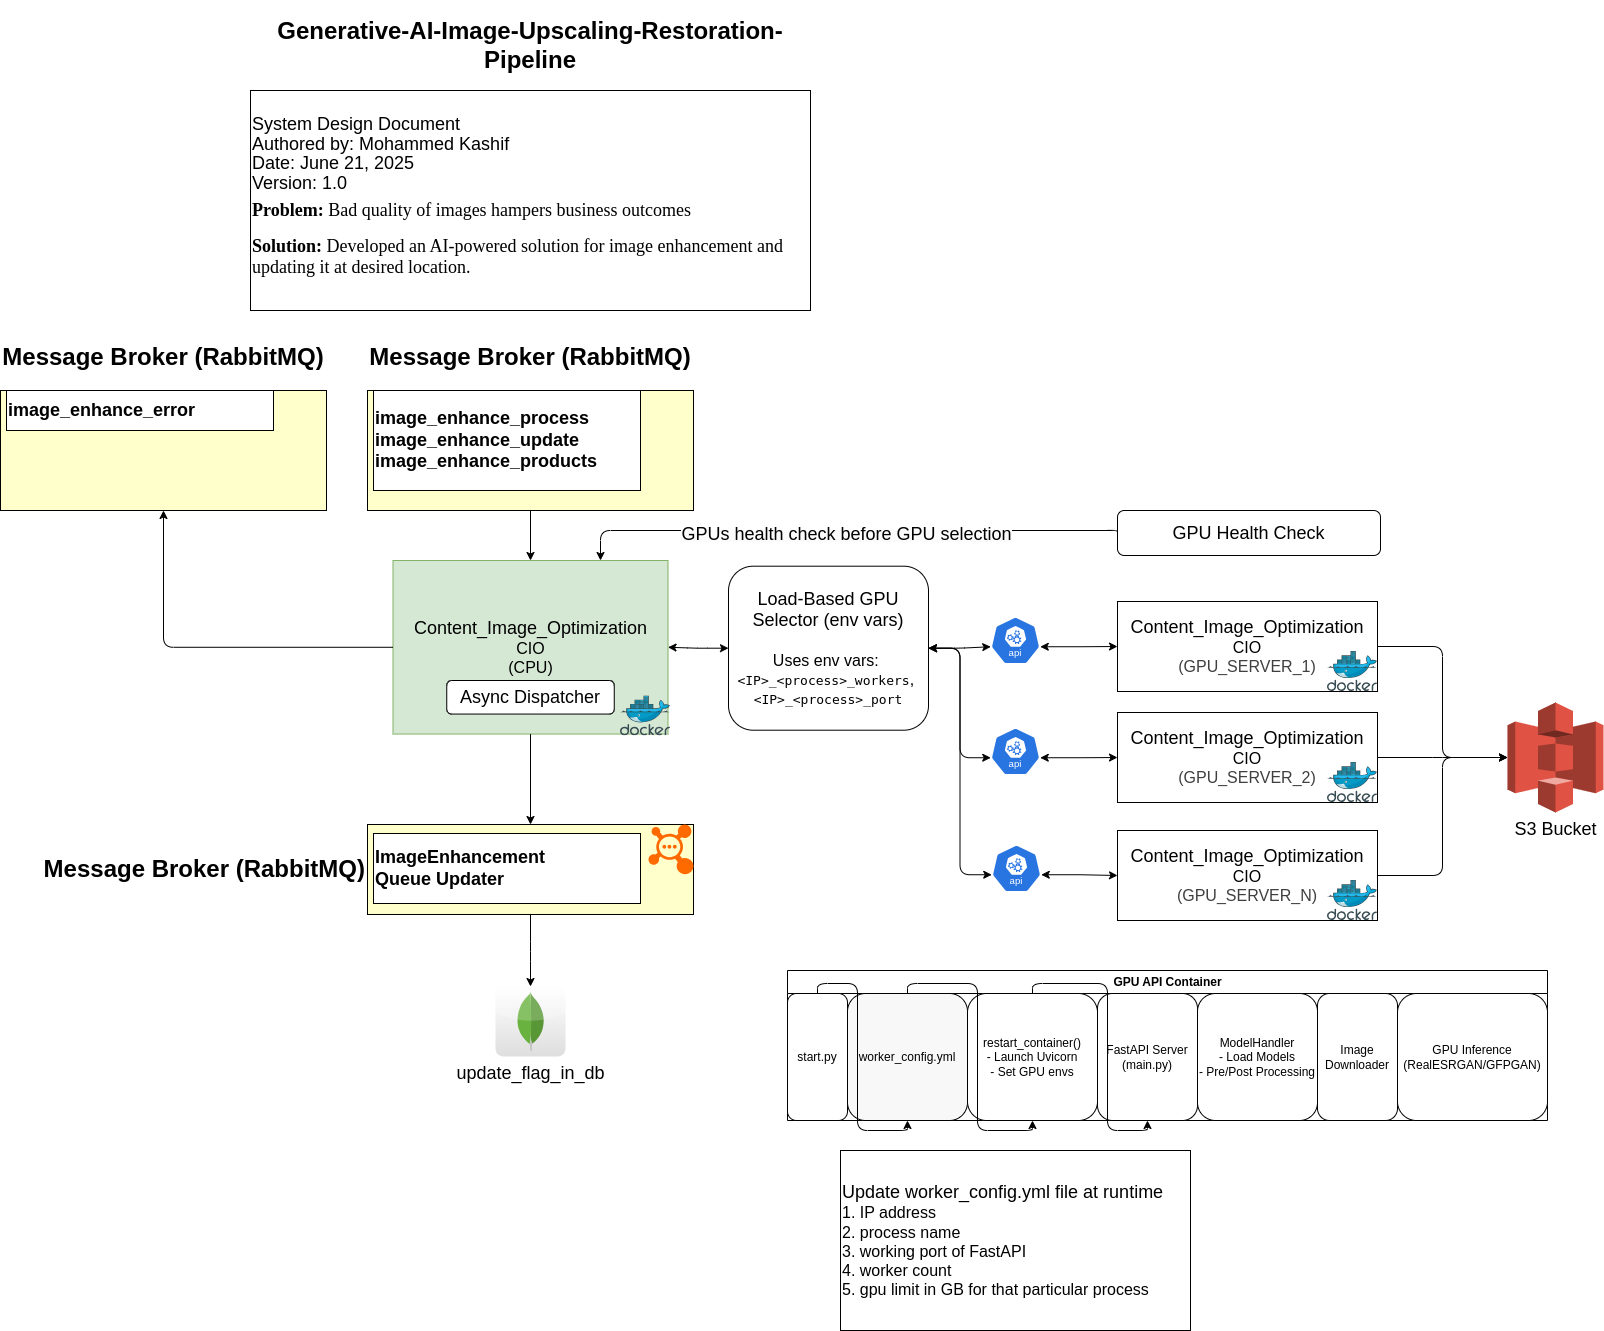 Generative-AI-Image-Upscaling-Restoration-
Pipeline
System Design Document
Authored by: Mohammed Kashif
Date: June 21, 2025
Version: 1.0
Problem: Bad quality of images hampers business outcomes
Solution: Developed an AI-powered solution for image enhancement and
updating it at desired location.
Message Broker (RabbitMQ)
image_enhance_error
Message Broker (RabbitMQ)
image_enhance_process
image_enhance_update
image_enhance_products
GPUs health check before GPU selection
GPU Health Check
Content_Image_Optimization
CIO
(CPU)
Async Dispatcher
docker
Load-Based GPU
Selector (env vars)
Uses env vars:
<IP>_<process>_workers,
<IP>_<process>_port
api
Content_Image_Optimization
CIO
(GPU_SERVER_1)
docker
api
Content_Image_Optimization
CIO
(GPU_SERVER_2)
docker
api
Content_Image_Optimization
CIO
(GPU_SERVER_N)
docker
S3 Bucket
Message Broker (RabbitMQ)
ImageEnhancement
Queue Updater
update_flag_in_db
GPU API Container
start.py
worker_config.yml
restart_container()
- Launch Uvicorn
- Set GPU envs
FastAPI Server
(main.py)
ModelHandler
- Load Models
- Pre/Post Processing
Image
Downloader
GPU Inference
(RealESRGAN/GFPGAN)
Update worker_config.yml file at runtime
1. IP address
2. process name
3. working port of FastAPI
4. worker count
5. gpu limit in GB for that particular process